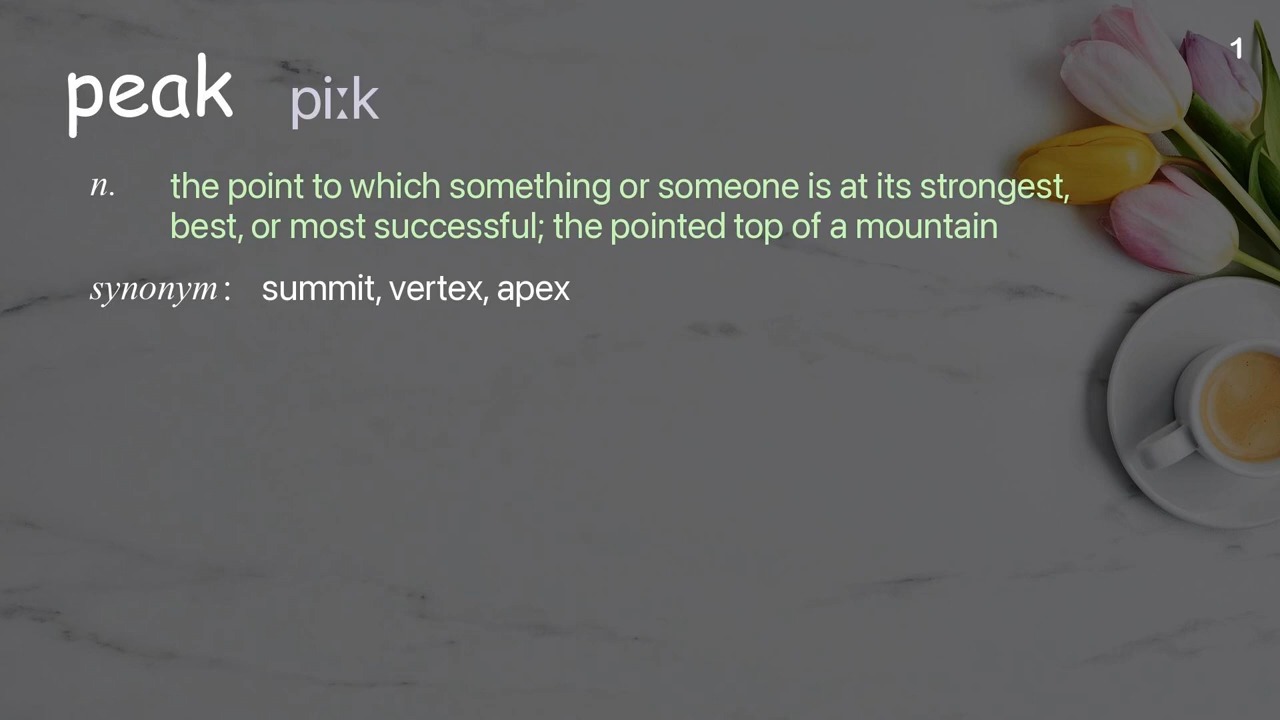 1
peak piːk
n. the point to which something or someone is at its strongest,
best, or most successful; the pointed top of a mountain
synonym : summit, vertex, apex